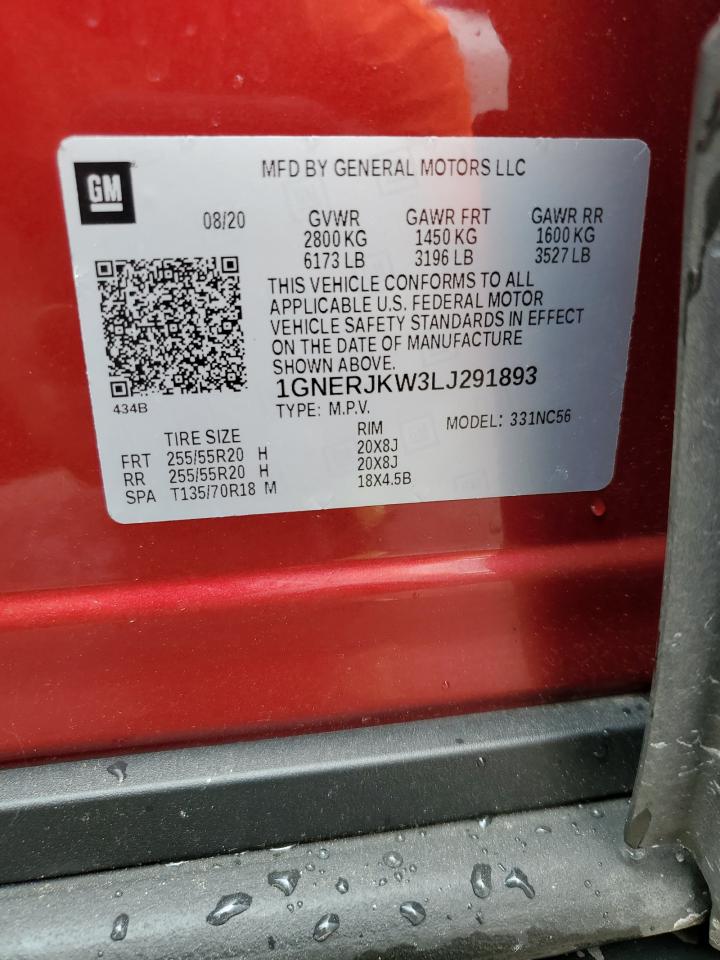 GM
MFD BY GENERAL MOTORS LLC
08/20 GVWR GAWR FRT GAWR RR
2800 KG 1450 KG 1600 KG
6173 LB 3196 LB 3527 LB
THIS VEHICLE CONFORMS TO ALL
APPLICABLE U.S. FEDERAL MOTOR
VEHICLE SAFETY STANDARDS IN EFFECT
ON THE DATE OF MANUFACTURE
SHOWN ABOVE.
1GNERJKW3LJ291893
434B
TYPE: M.P.V. MODEL: 331NC56
TIRE SIZE RIM
FRT 255/55R20 H 20X8J
RR 255/55R20 H 20X8J
SPA T135/70R18 M 18X4.5B